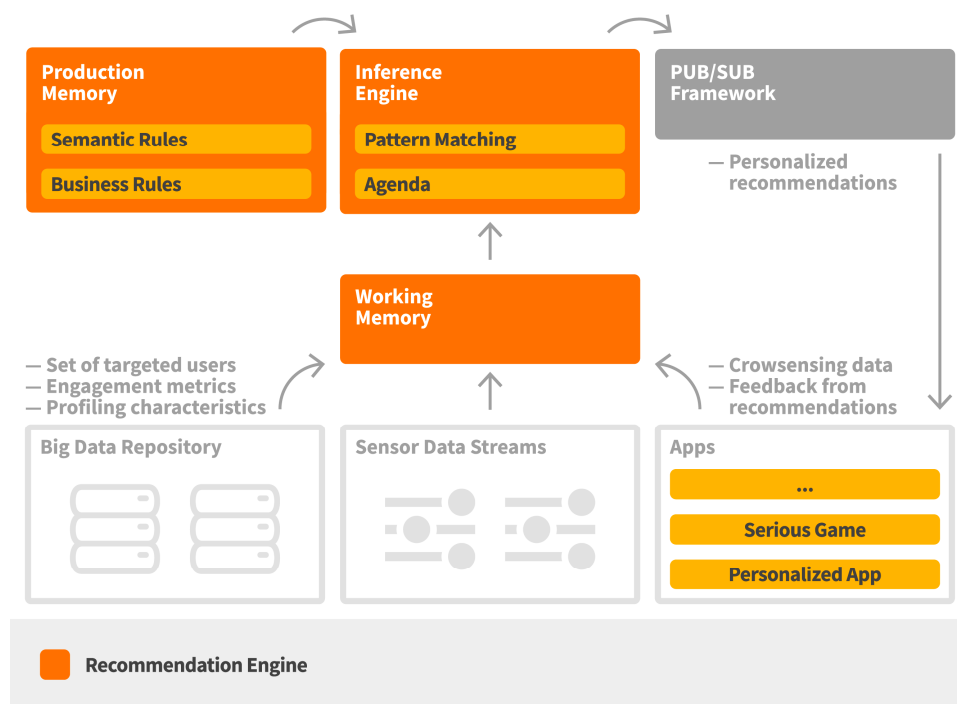 Production
Memory
Semantic Rules
Business Rules
Inference
Engine
Pattern Matching
Agenda
PUB/SUB
Framework
— Personalized
recommendations
Working
Memory
— Set of targeted users
— Engagement metrics
— Profiling characteristics
— Crowsensing data
— Feedback from
recommendations
Big Data Repository
Sensor Data Streams
Apps
...
Serious Game
Personalized App
Recommendation Engine